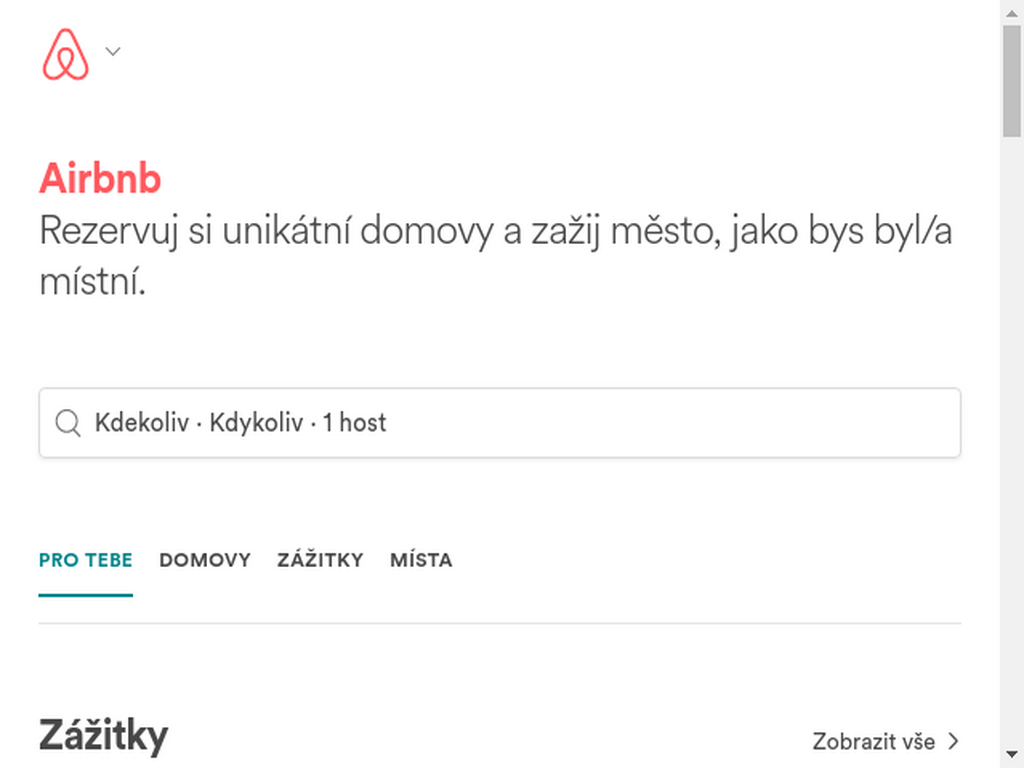 Airbnb
Rezervuj si unikátní domovy a zažij město, jako bys byl/a
místní.
Kdekoliv · Kdykoliv · 1 host
PRO TEBE DOMOVY ZÁŽITKY MÍSTA
Zážitky Zobrazit vše